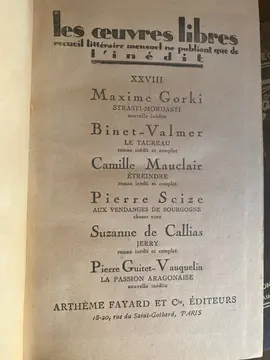 les œuvres libres
recueil littéraire mensuel ne publiant que de
l'inédit
XXVIII
Maxime Gorki
STRASTI-MORDASTI
nouvelle inédite
Binet-Valmer
LE TAUREAU
roman inédit et complet
Camille Mauclair
ÉTREINDRE
roman inédit et complet
Pierre Scize
AUX VENDANGES DE BOURGOGNE
choses vues
Suzanne de Callias
JERRY
roman inédit et complet
Pierre Guitet-Vauquelin
LA PASSION ARAGONAISE
nouvelle inédite
ARTHÈME FAYARD ET Cie, ÉDITEURS
18-20, rue du Saint-Gothard, PARIS